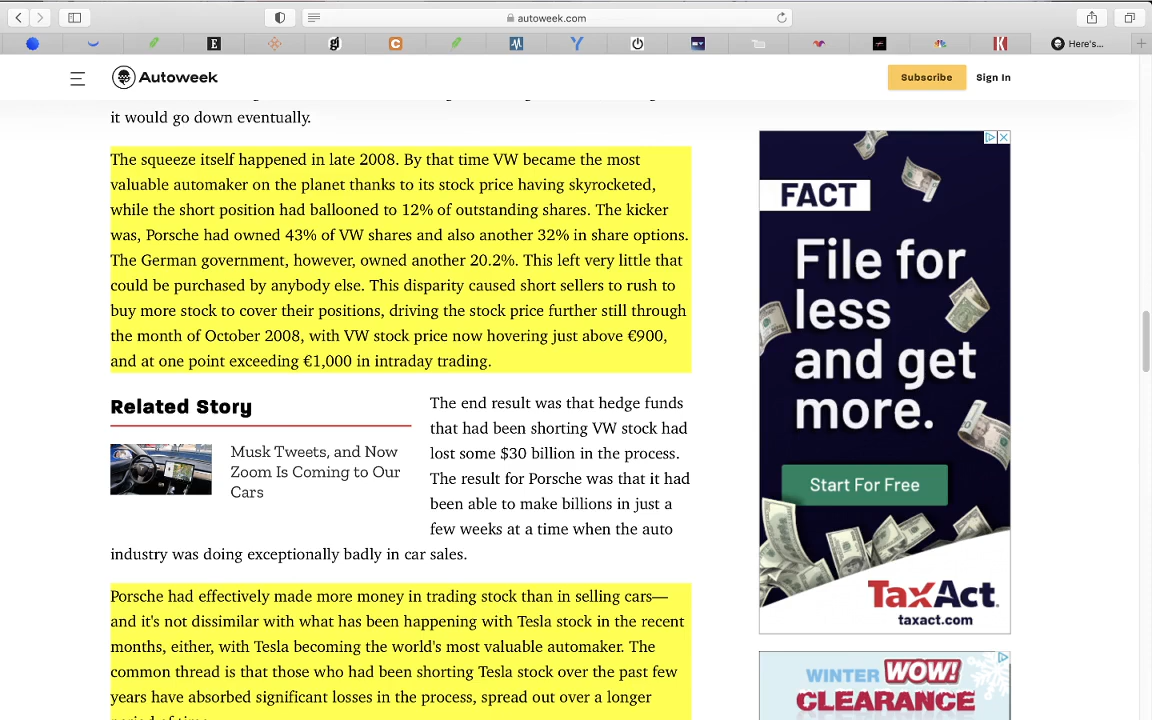 autoweek.com
Here's...
Autoweek
Subscribe
Sign In
it would go down eventually.
The squeeze itself happened in late 2008. By that time VW became the most
valuable automaker on the planet thanks to its stock price having skyrocketed,
while the short position had ballooned to 12% of outstanding shares. The kicker
was, Porsche had owned 43% of VW shares and also another 32% in share options.
The German government, however, owned another 20.2%. This left very little that
could be purchased by anybody else. This disparity caused short sellers to rush to
buy more stock to cover their positions, driving the stock price further still through
the month of October 2008, with VW stock price now hovering just above €900,
and at one point exceeding €1,000 in intraday trading.
Related Story
Musk Tweets, and Now
Zoom Is Coming to Our
Cars
The end result was that hedge funds
that had been shorting VW stock had
lost some $30 billion in the process.
The result for Porsche was that it had
been able to make billions in just a
few weeks at a time when the auto
industry was doing exceptionally badly in car sales.
Porsche had effectively made more money in trading stock than in selling cars—
and it's not dissimilar with what has been happening with Tesla stock in the recent
months, either, with Tesla becoming the world's most valuable automaker. The
common thread is that those who had been shorting Tesla stock over the past few
years have absorbed significant losses in the process, spread out over a longer
FACT
File for
less
and get
more.
Start For Free
TaxAct.
taxact.com
WINTER WOW!
CLEARANCE